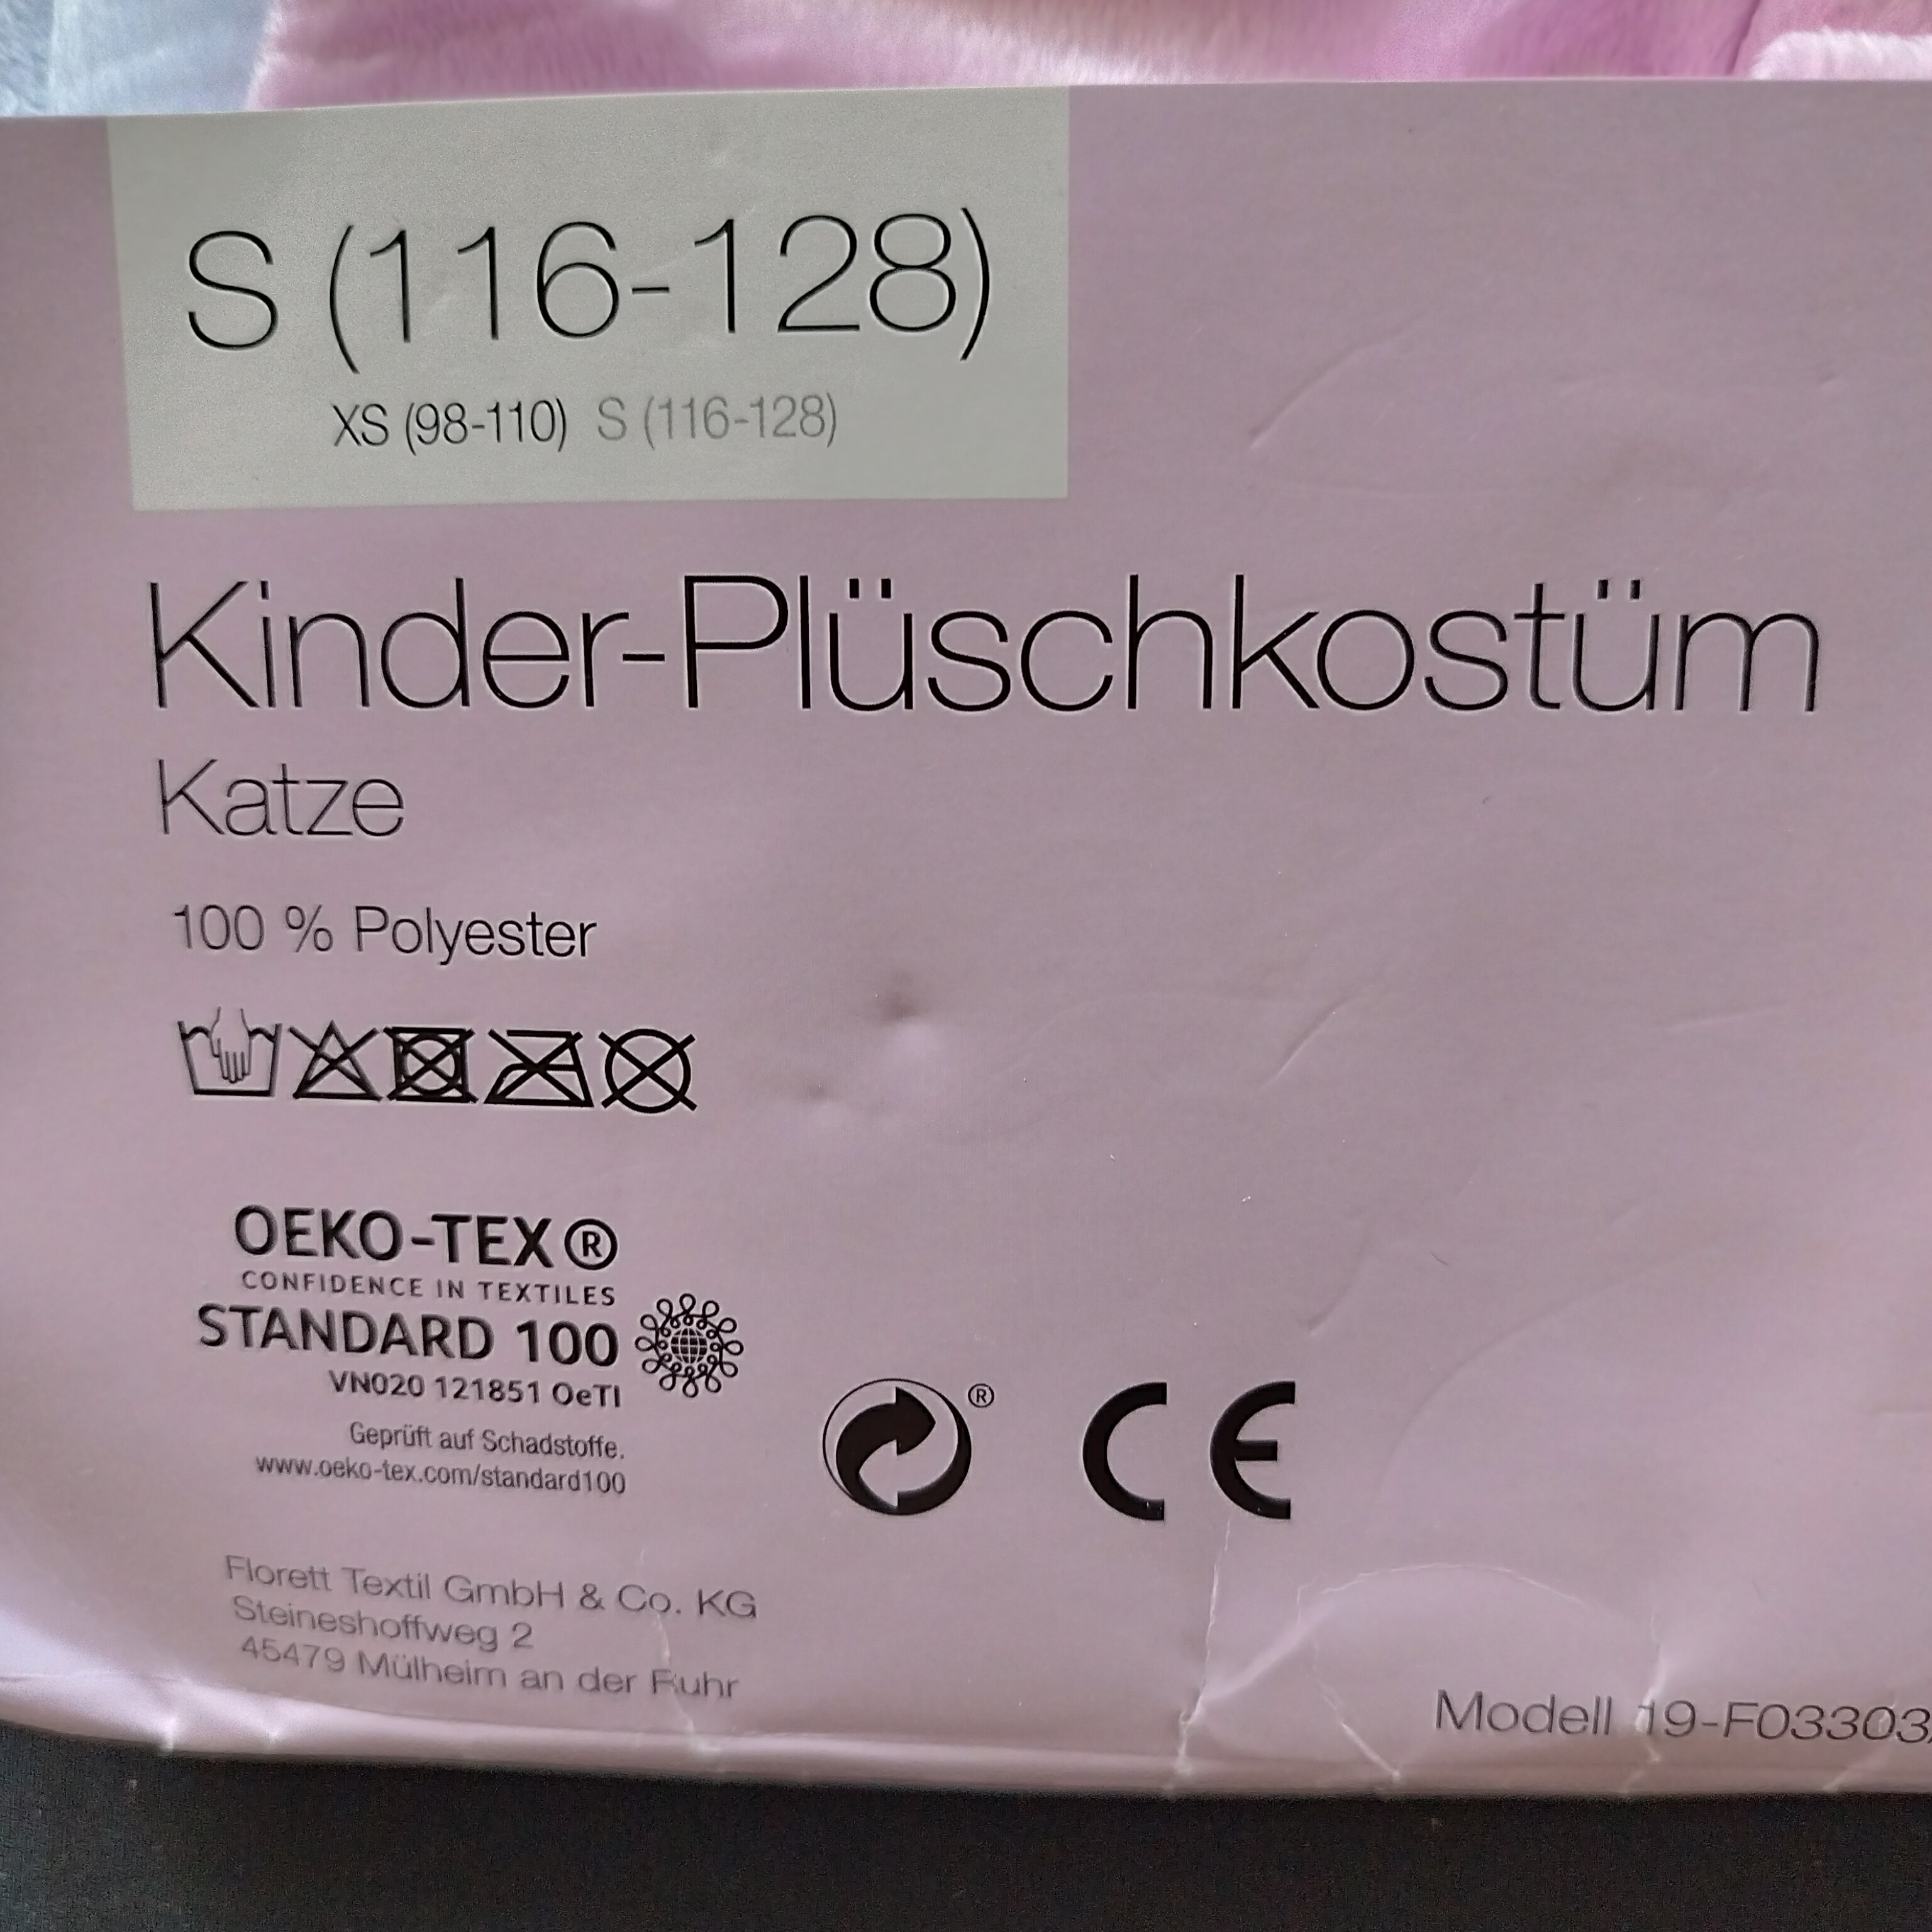 S (116-128)
XS (98-110) S (116-128)
Kinder-Plüschkostüm
Katze
100 % Polyester
OEKO-TEX®
CONFIDENCE IN TEXTILES
STANDARD 100
VN020 121851 OeTI
Geprüft auf Schadstoffe.
www.oeko-tex.com/standard100
®
CE
Florett Textil GmbH & Co. KG
Steineshoffweg 2
45479 Mülheim an der Ruhr
Modell 19-F03303